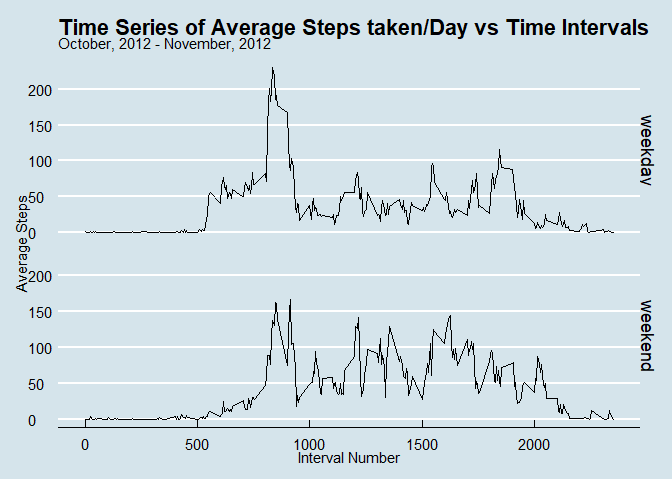 Time Series of Average Steps taken/Day vs Time Intervals
October, 2012 - November, 2012
Average Steps
200
150
100
50
0
weekday
200
150
100
50
0
weekend
0
500
1000
1500
2000
Interval Number